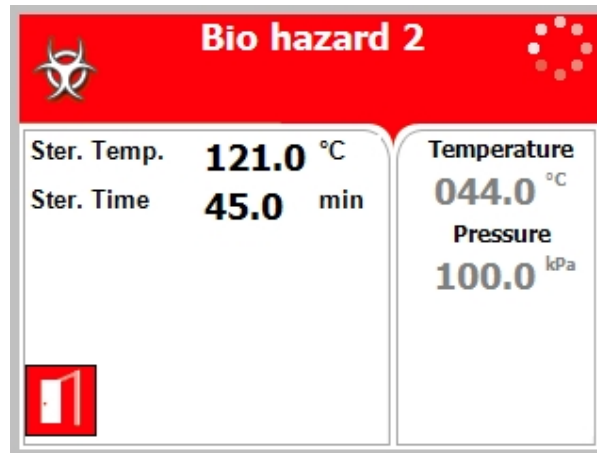 Bio hazard 2
Ster. Temp. 121.0 °C
Ster. Time 45.0 min
Temperature
044.0 °C
Pressure
100.0 kPa